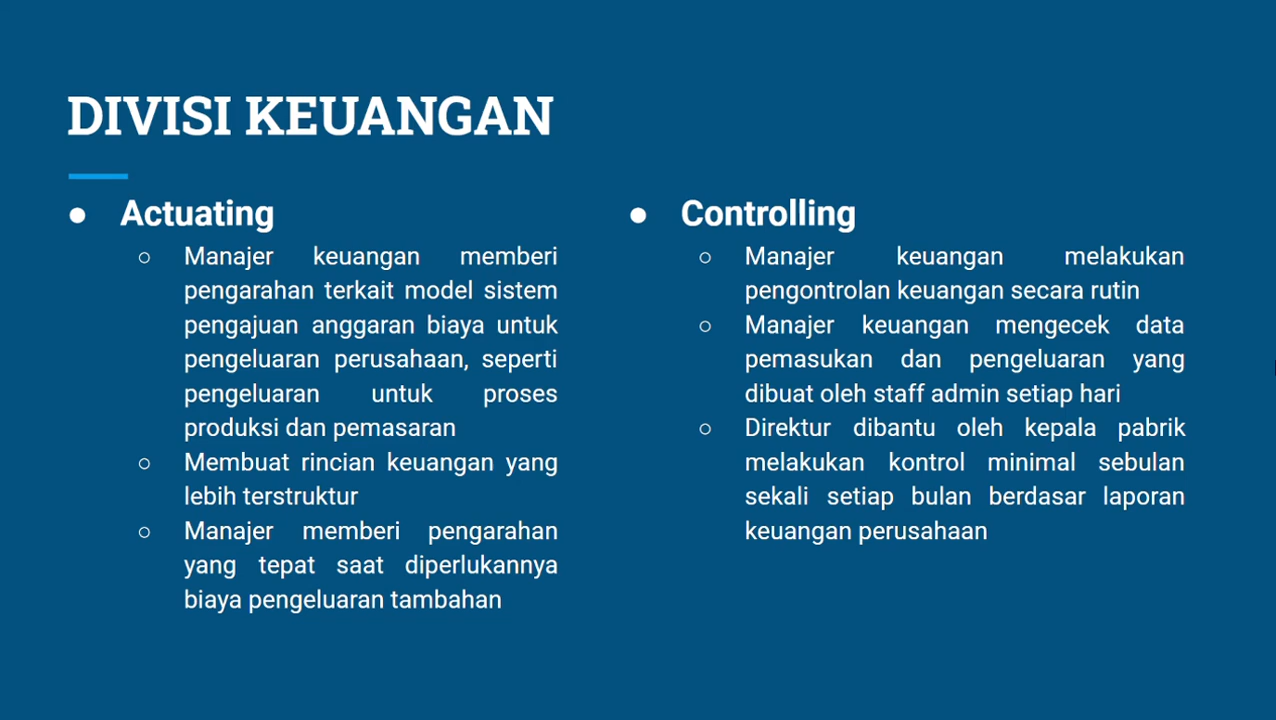 DIVISI KEUANGAN
● Actuating
○ Manajer keuangan memberi
pengarahan terkait model sistem
pengajuan anggaran biaya untuk
pengeluaran perusahaan, seperti
pengeluaran untuk proses
produksi dan pemasaran
○ Membuat rincian keuangan yang
lebih terstruktur
○ Manajer memberi pengarahan
yang tepat saat diperlukannya
biaya pengeluaran tambahan
● Controlling
○ Manajer keuangan melakukan
pengontrolan keuangan secara rutin
○ Manajer keuangan mengecek data
pemasukan dan pengeluaran yang
dibuat oleh staff admin setiap hari
○ Direktur dibantu oleh kepala pabrik
melakukan kontrol minimal sebulan
sekali setiap bulan berdasar laporan
keuangan perusahaan